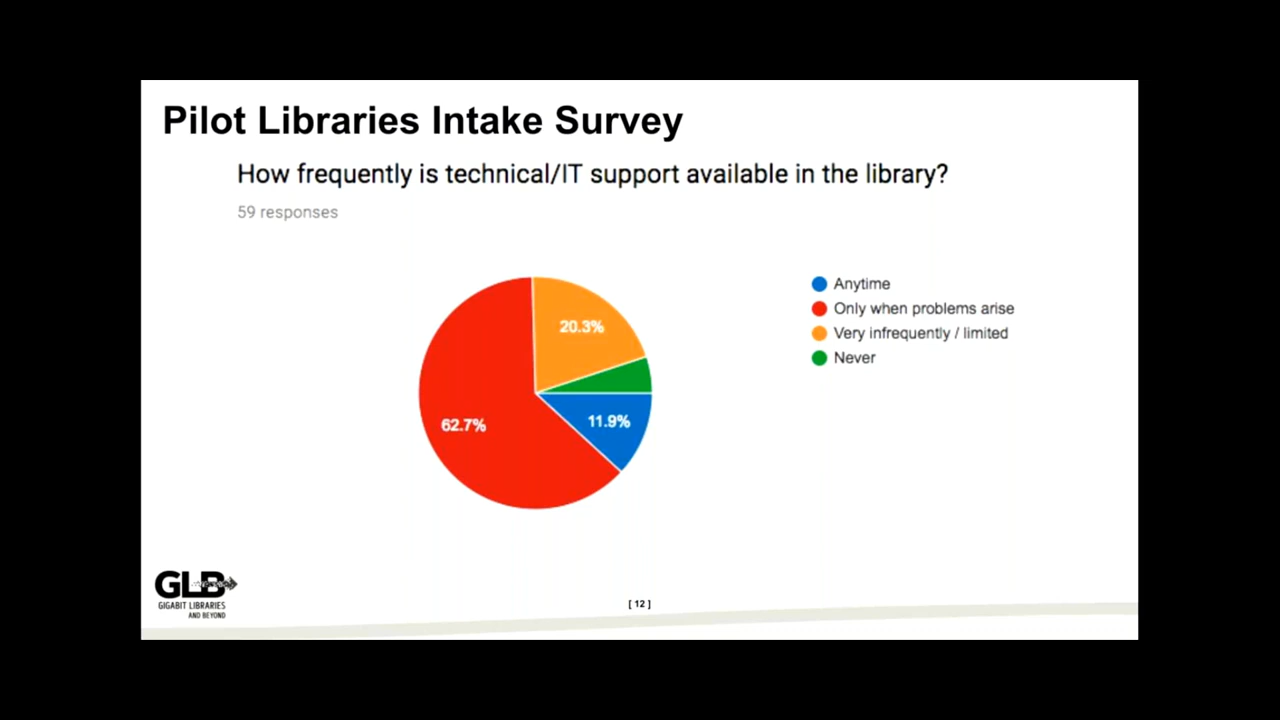 Pilot Libraries Intake Survey
How frequently is technical/IT support available in the library?
59 responses
20.3%
11.9%
62.7%
Anytime
Only when problems arise
Very infrequently / limited
Never
GLB
GIGABIT LIBRARIES
AND BEYOND
[ 12 ]